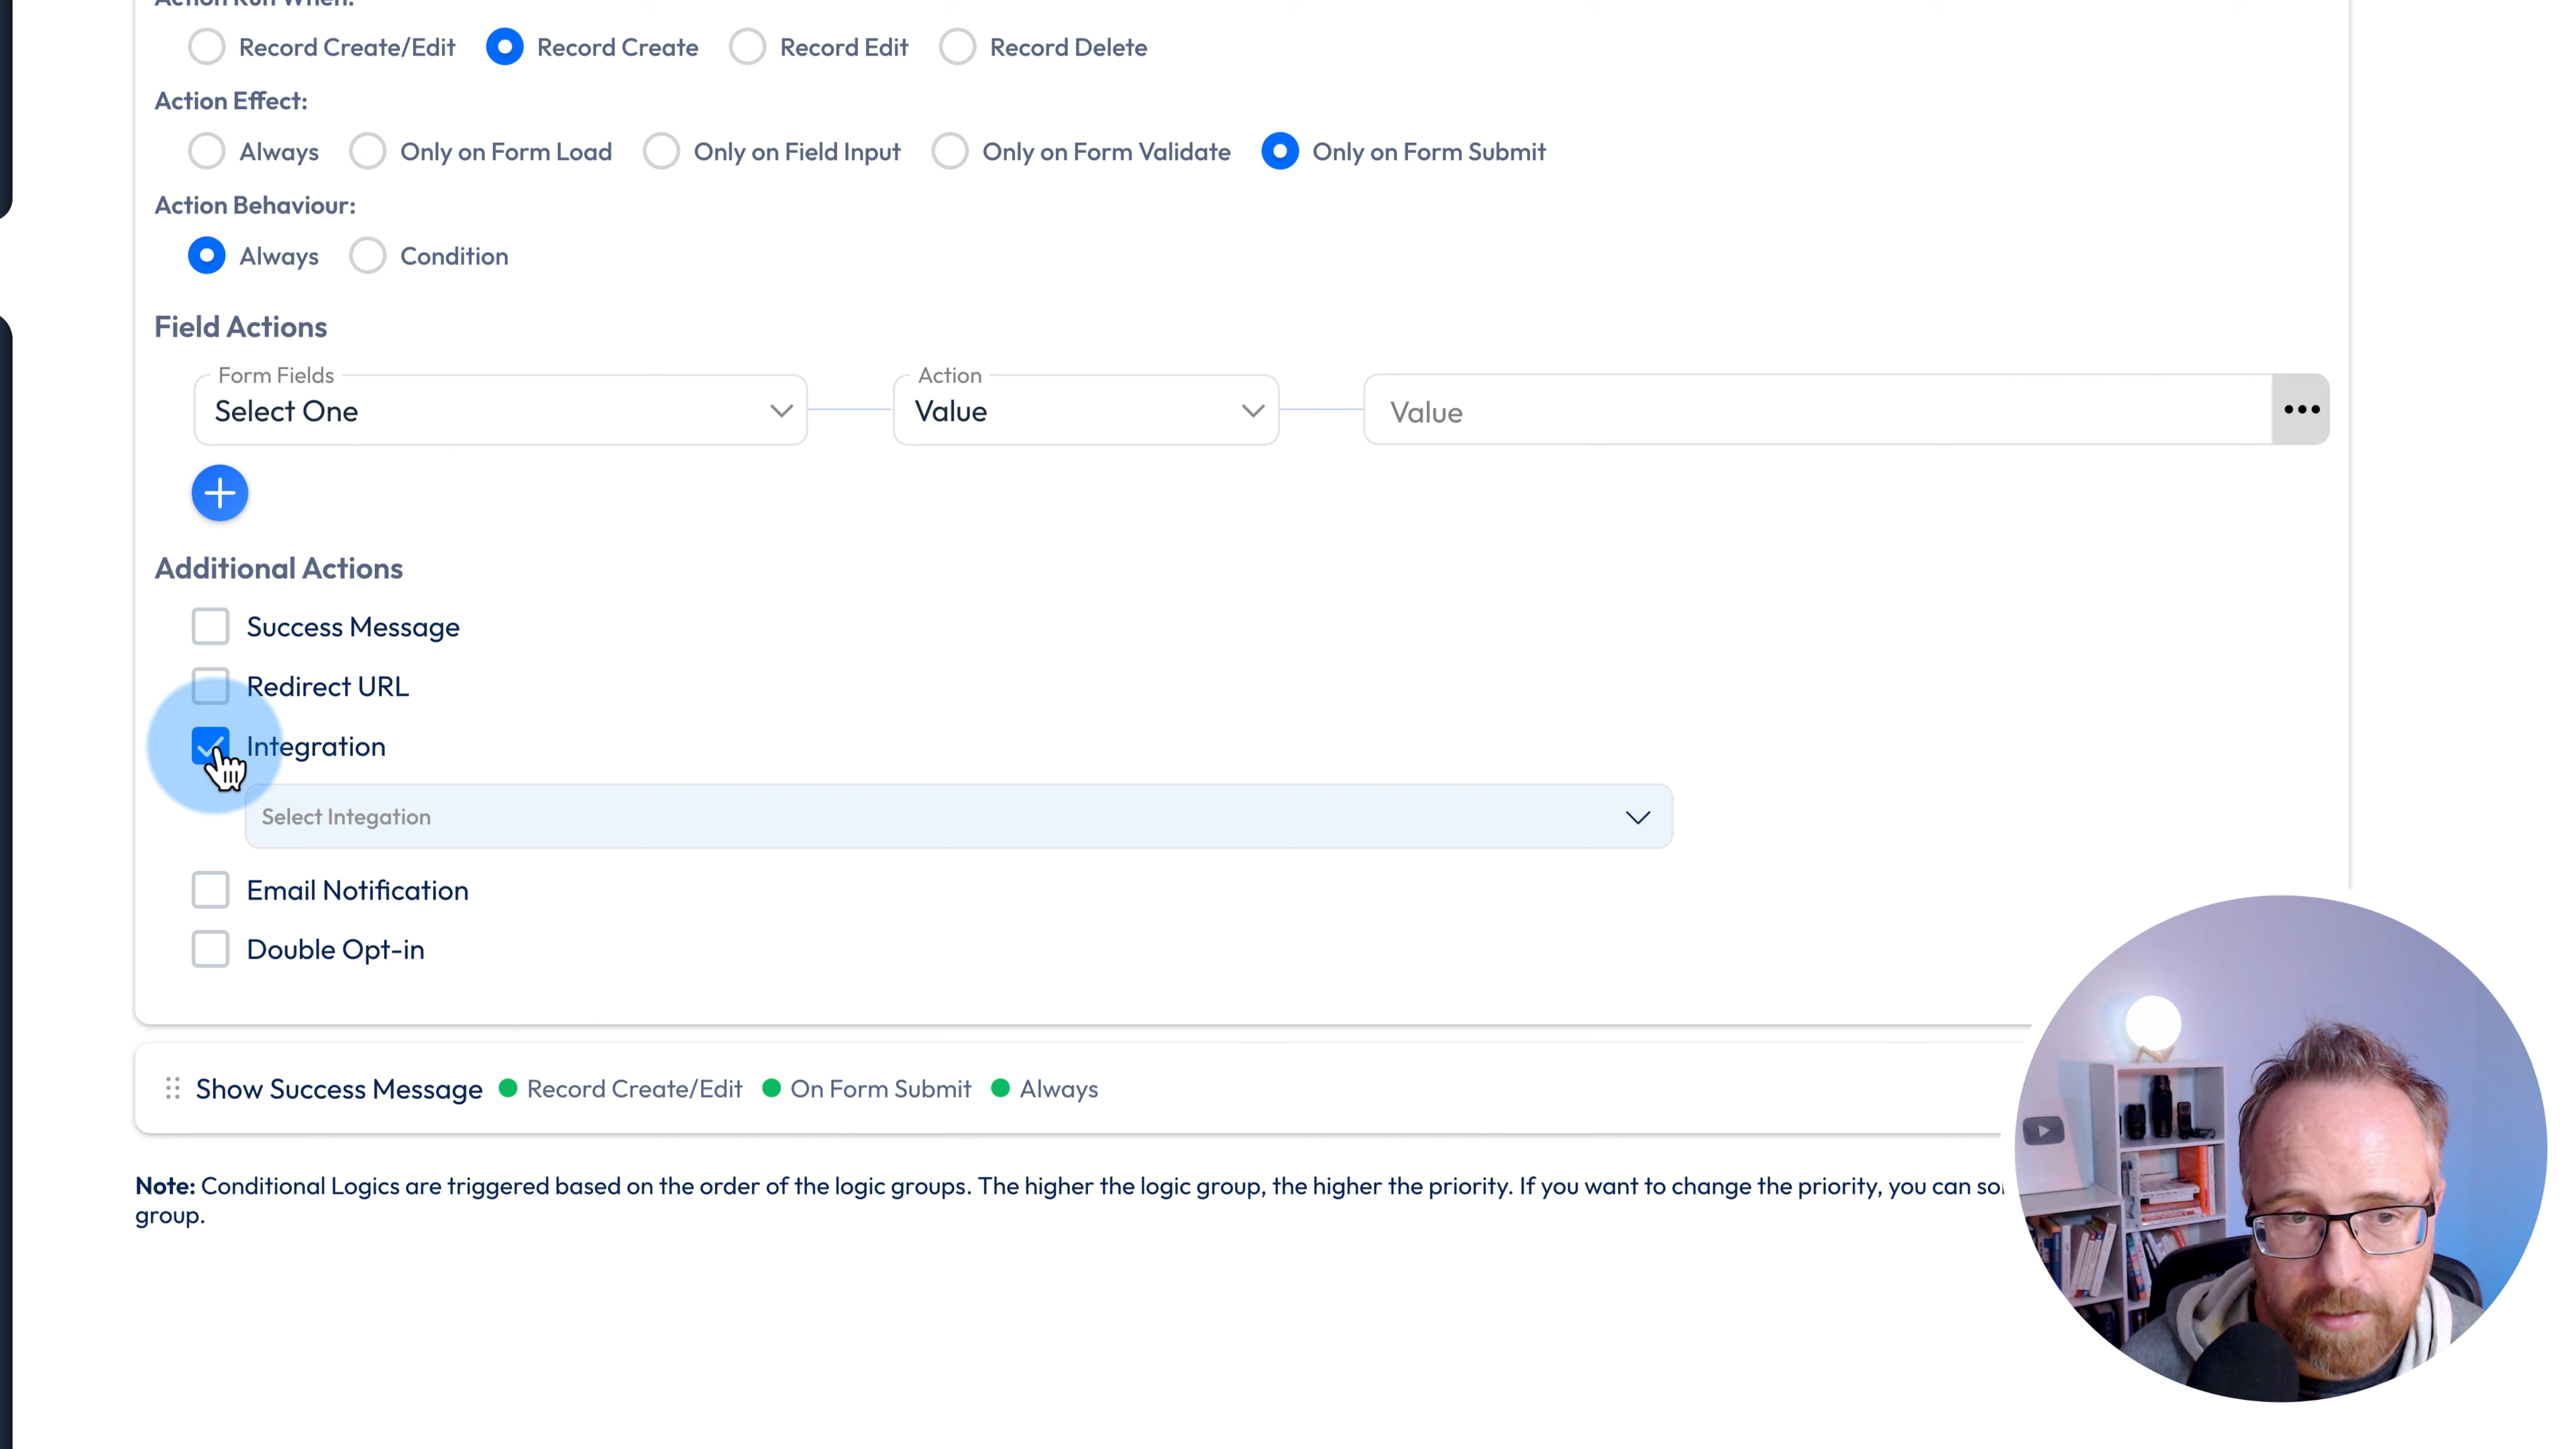 Action Run When:
Record Create/Edit Record Create Record Edit Record Delete
Action Effect:
Always Only on Form Load Only on Field Input Only on Form Validate Only on Form Submit
Action Behaviour:
Always Condition
Field Actions
Form Fields Action
Select One Value Value
Additional Actions
Success Message
Redirect URL
Integration
Select Integation
Email Notification
Double Opt-in
Show Success Message Record Create/Edit On Form Submit Always
Note: Conditional Logics are triggered based on the order of the logic groups. The higher the logic group, the higher the priority. If you want to change the priority, you can
group.